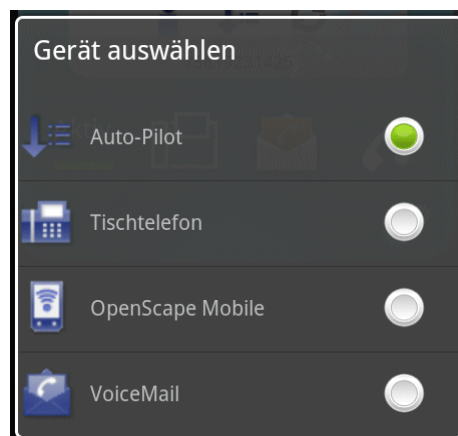 Gerät auswählen
Auto-Pilot
Tischtelefon
OpenScape Mobile
VoiceMail